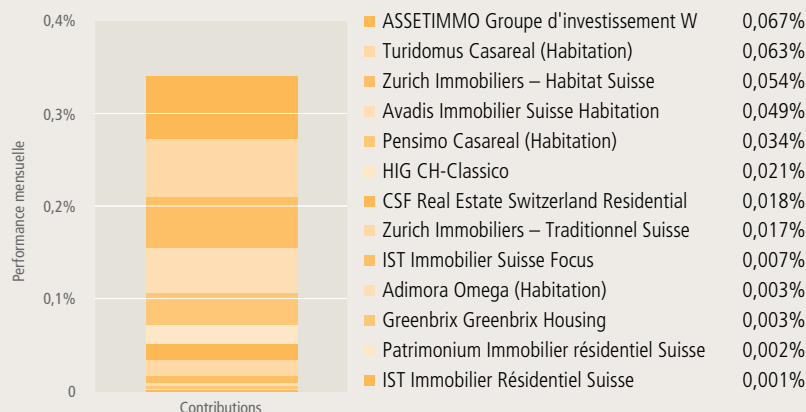 0,4%
0,3%
0,2%
0,1%
0
Performance mensuelle
Contributions
ASSETIMMO Groupe d'investissement W 0,067%
Turidomus Casareal (Habitation) 0,063%
Zurich Immobiliers – Habitat Suisse 0,054%
Avadis Immobilier Suisse Habitation 0,049%
Pensimo Casareal (Habitation) 0,034%
HIG CH-Classico 0,021%
CSF Real Estate Switzerland Residential 0,018%
Zurich Immobiliers – Traditionnel Suisse 0,017%
IST Immobilier Suisse Focus 0,007%
Adimora Omega (Habitation) 0,003%
Greenbrix Greenbrix Housing 0,003%
Patrimonium Immobilier résidentiel Suisse 0,002%
IST Immobilier Résidentiel Suisse 0,001%